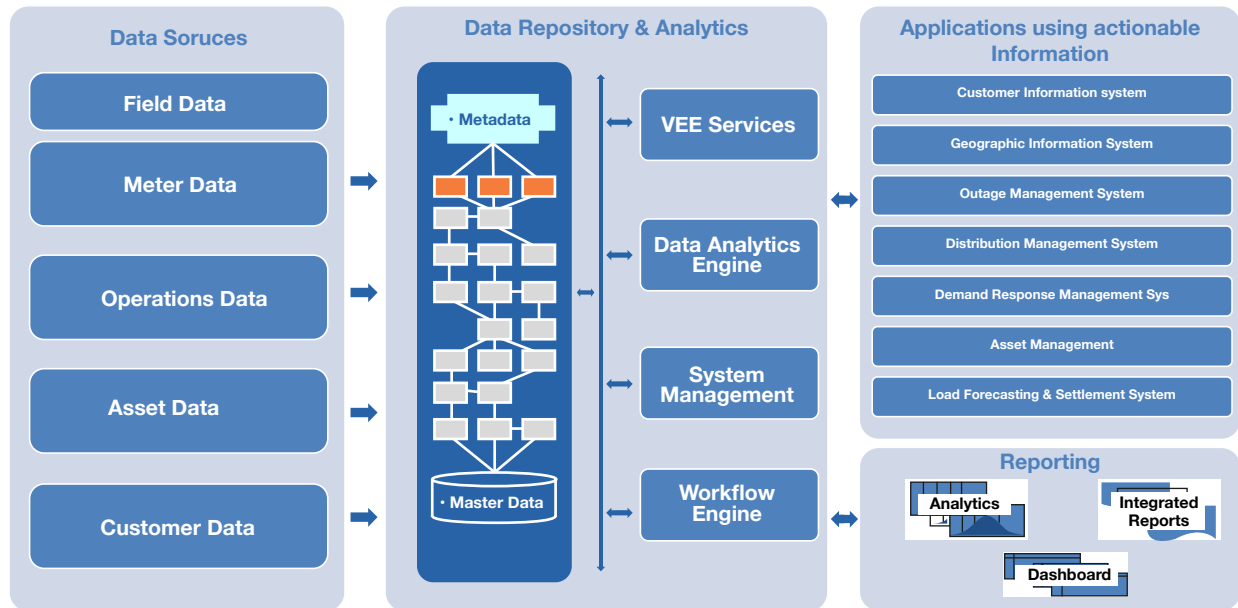 Data Soruces
Field Data
Meter Data
Operations Data
Asset Data
Customer Data
Data Repository & Analytics
• Metadata
• Master Data
VEE Services
Data Analytics
Engine
System
Management
Workflow
Engine
Applications using actionable
Information
Customer Information system
Geographic Information System
Outage Management System
Distribution Management System
Demand Response Management Sys
Asset Management
Load Forecasting & Settlement System
Reporting
Analytics
Integrated
Reports
Dashboard